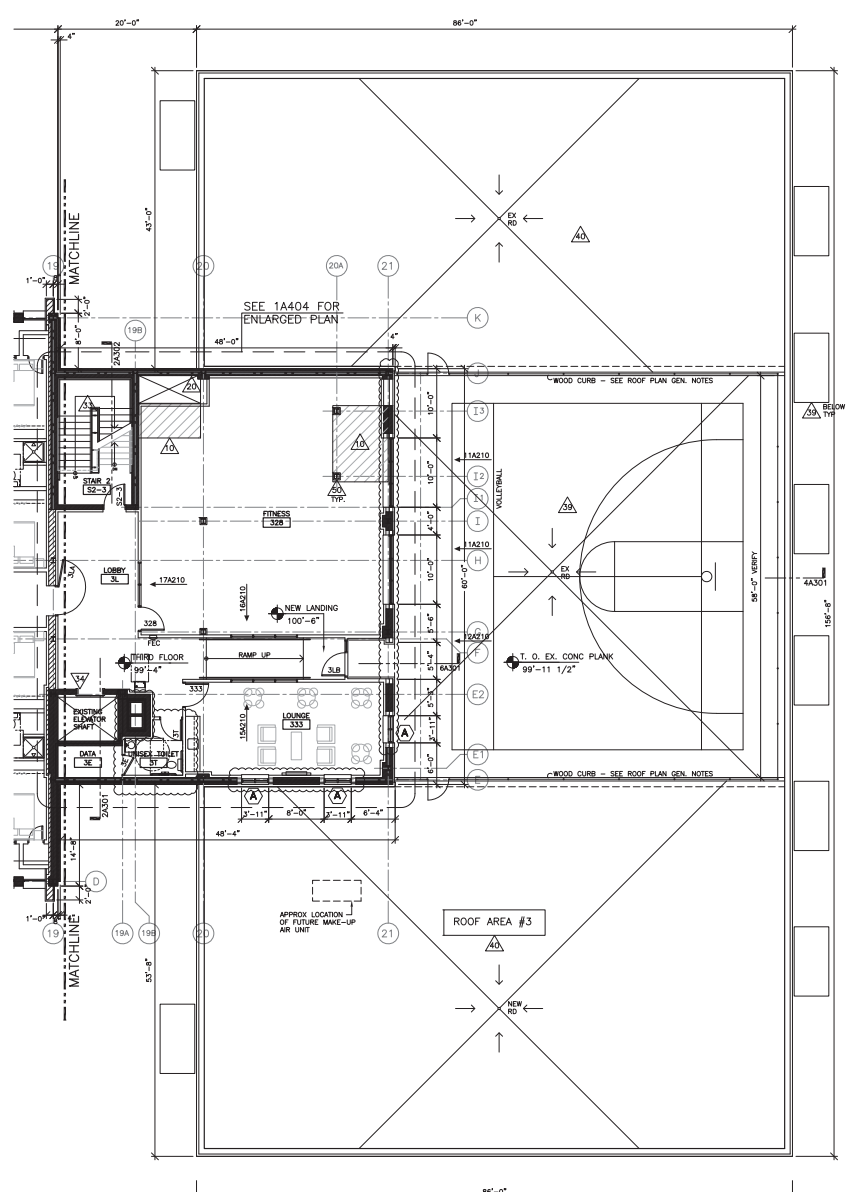 20'-0"
86'-0"
4"
43'-0"
MATCHLINE
EX
RD
40
19
20
20A
21
1'-0"
8"
2'-0"
SEE 1A404 FOR
ENLARGED PLAN
K
19B
48'-0"
4"
8'-0"
2A302
J
WOOD CURB - SEE ROOF PLAN GEN. NOTES
20
33
10'-0"
I3
39
BELOW
TYP
10
10
11A210
10'-0"
VOLLEYBALL
STAIR 2
S2-3
S2-3
50
TYP.
I2
I1
39
FITNESS
328
4'-0"
I
11A210
H
LOBBY
3L
3LA
17A210
16A210
10'-0"
60'-0"
EX
RD
58'-0" VERIFY
4A301
156'-8"
NEW LANDING
100'-6"
328
FEC
5'-6"
12A210
F
THIRD FLOOR
99'-4"
RAMP UP
3LB
5'-4"
6A301
T. O. EX. CONC PLANK
99'-11 1/2"
34
333
E2
EXISTING
ELEVATOR
SHAFT
3T
15A210
LOUNGE
333
3'-11"
A
DATA
3E
UNISEX TOILET
3T
6'-0"
E1
E
WOOD CURB - SEE ROOF PLAN GEN. NOTES
2A301
A
A
3'-11"
8'-0"
3'-11"
6'-4"
48'-4"
14'-8"
D
2'-0"
1'-0"
APPROX LOCATION
OF FUTURE MAKE-UP
AIR UNIT
ROOF AREA #3
40
19
19A
19B
20
21
MATCHLINE
53'-8"
NEW
RD
86'-0"